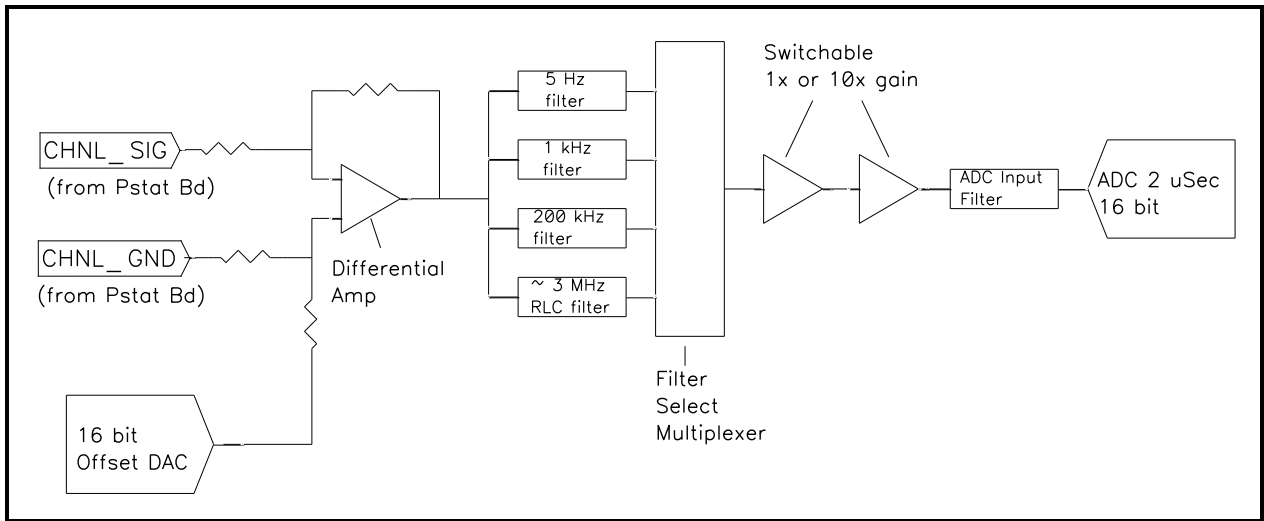 CHNL_ SIG
(from Pstat Bd)
CHNL_ GND
(from Pstat Bd)
16 bit
Offset DAC
Differential
Amp
5 Hz
filter
1 kHz
filter
200 kHz
filter
~ 3 MHz
RLC filter
Filter
Select
Multiplexer
Switchable
1x or 10x gain
ADC Input
Filter
ADC 2 uSec
16 bit